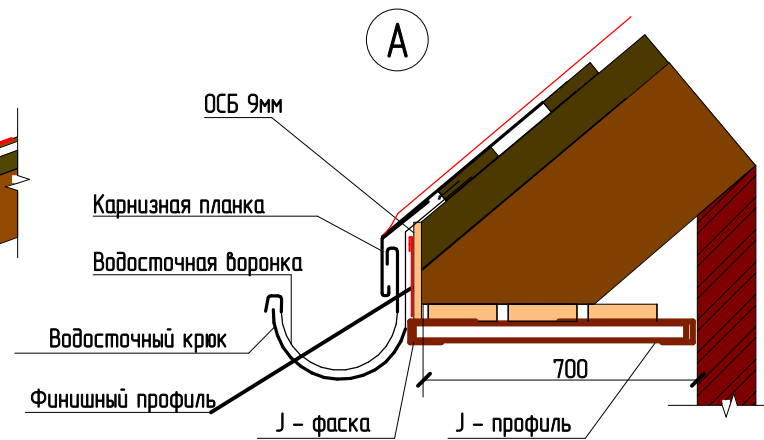 А
ОСБ 9мм
Карнизная планка
Водосточная воронка
Водосточный крюк
Финишный профиль
J - фаска
J - профиль
700